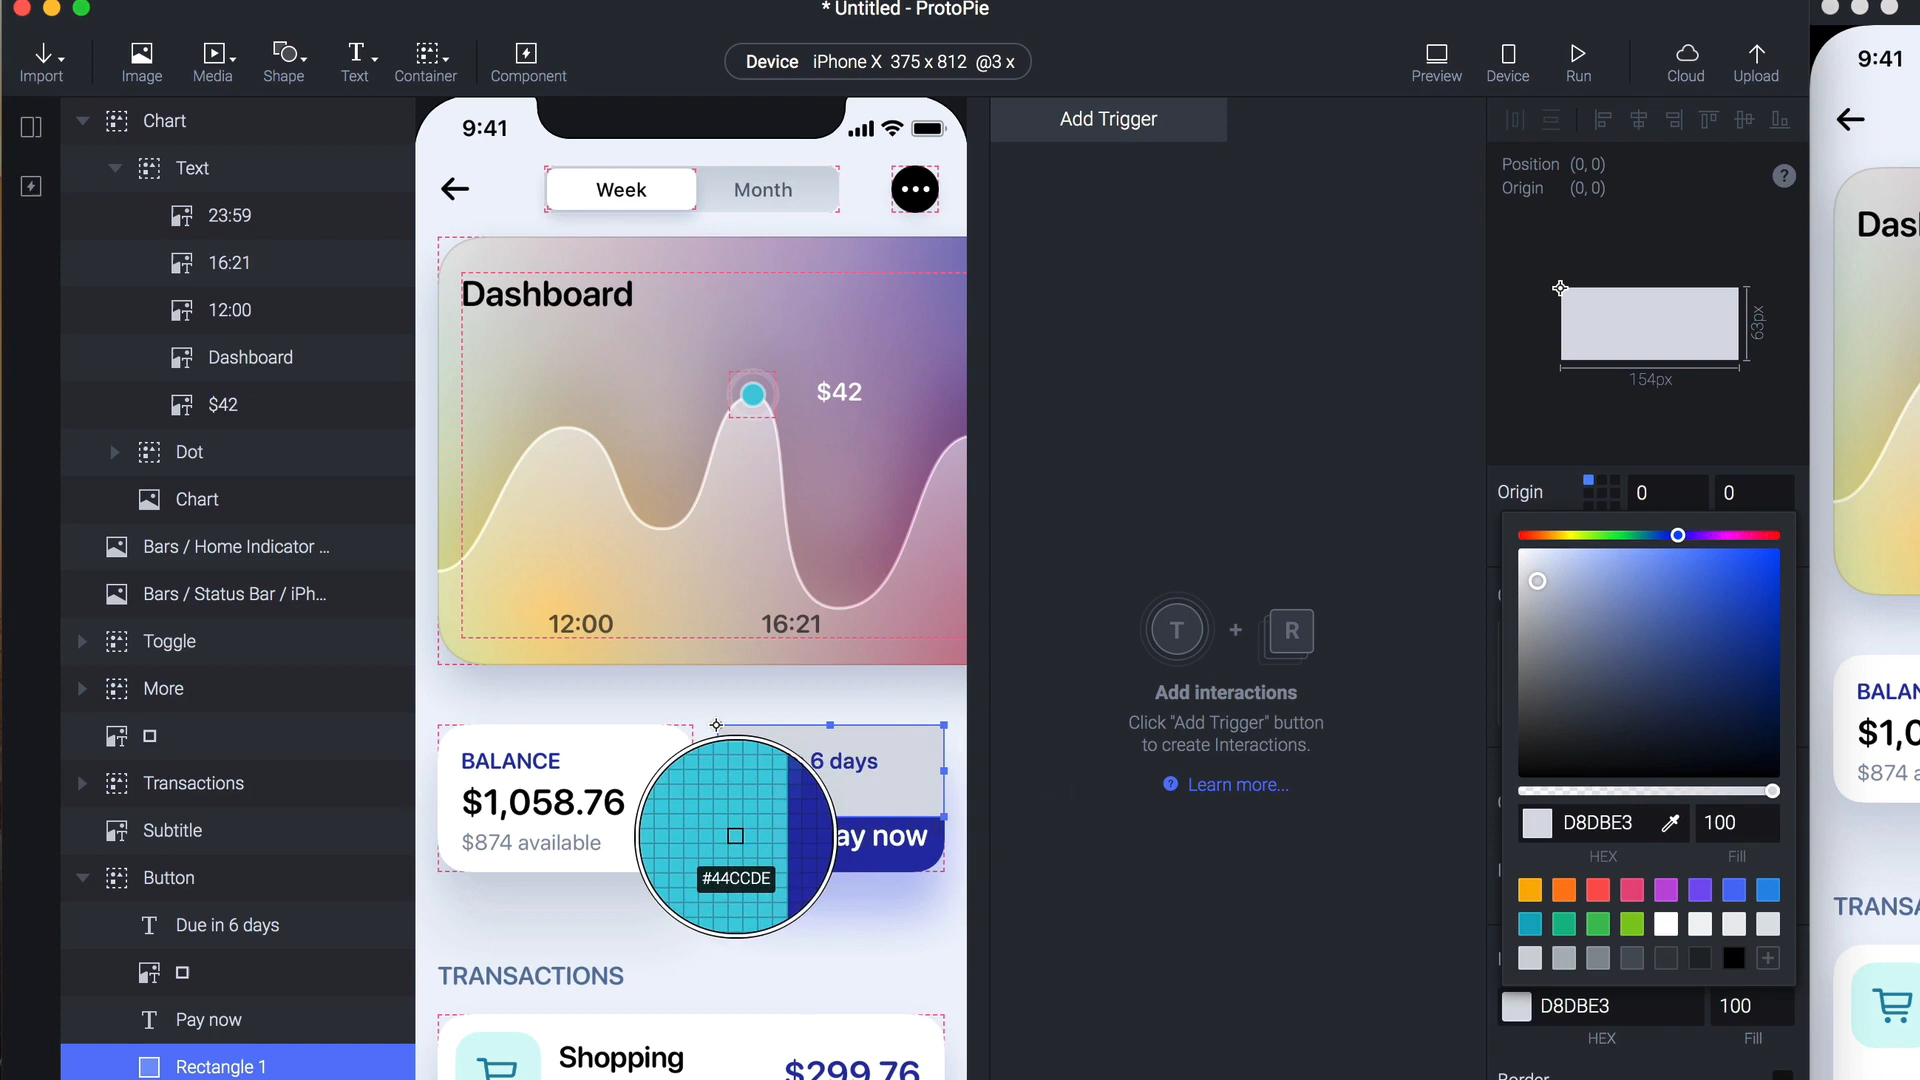 * Untitled - ProtoPie
Import
Image
Media
Shape
Text
Container
Component
Device iPhone X 375 x 812 @3 x
Preview
Device
Run
Cloud
Upload
Chart
Text
23:59
16:21
12:00
Dashboard
$42
Dot
Chart
Bars / Home Indicator ...
Bars / Status Bar / iPh...
Toggle
More
Transactions
Subtitle
Button
Due in 6 days
Pay now
Rectangle 1
9:41
Week
Month
Dashboard
$42
12:00
16:21
BALANCE
$1,058.76
$874 available
6 days
ay now
#44CCDE
TRANSACTIONS
Shopping
$299.76
Add Trigger
T + R
Add interactions
Click "Add Trigger" button
to create Interactions.
? Learn more...
Position (0, 0)
Origin (0, 0)
?
63px
154px
Origin 0 0
D8DBE3 100
HEX Fill
D8DBE3 100
HEX Fill
Border
9:41
Das
BALAN
$1,0
$874 a
TRANSA